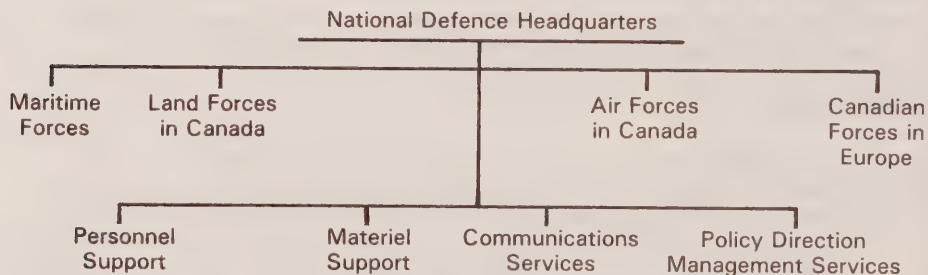 National Defence Headquarters
Maritime
Forces
Land Forces
in Canada
Air Forces
in Canada
Canadian
Forces in
Europe
Personnel
Support
Materiel
Support
Communications
Services
Policy Direction
Management Services